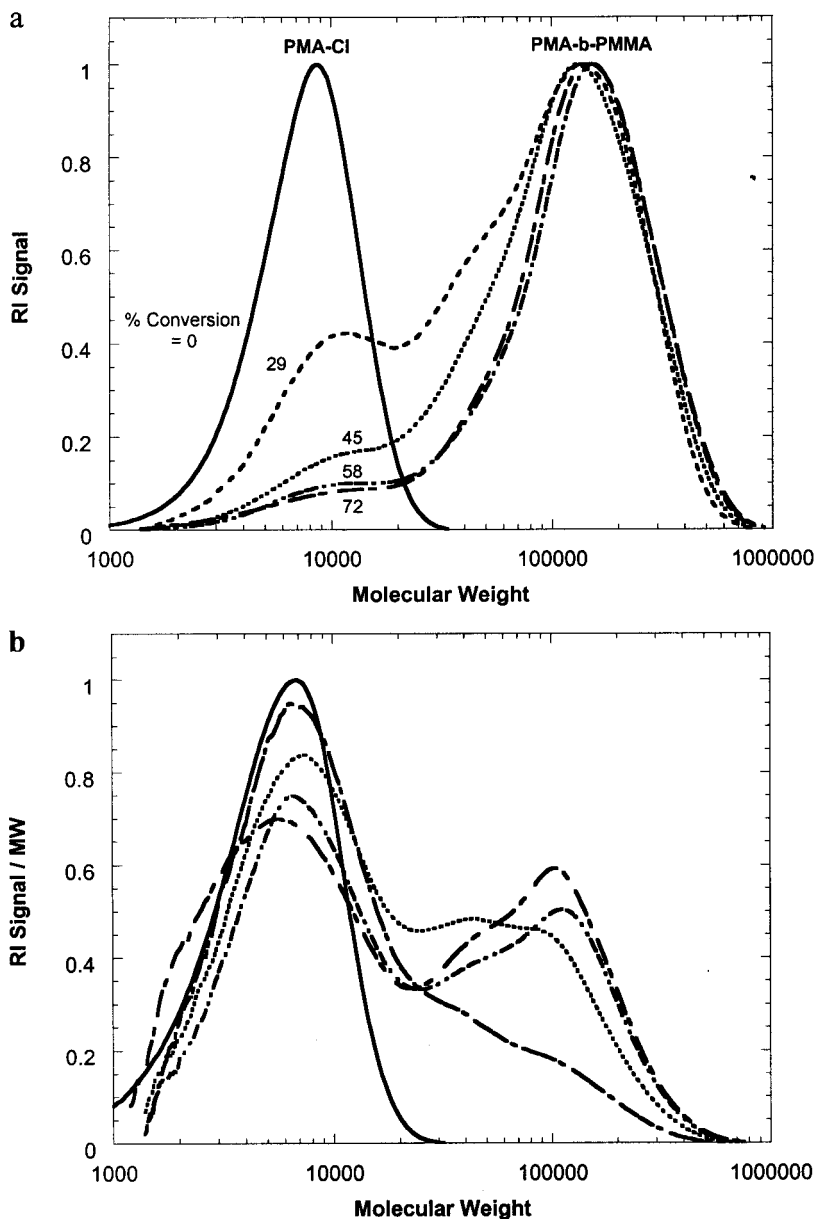 a
PMA-Cl
PMA-b-PMMA
1
0.8
0.6
0.4
0.2
0
RI Signal
% Conversion
= 0
29
45
58
72
1000
10000
100000
1000000
Molecular Weight
b
1
0.8
0.6
0.4
0.2
0
RI Signal / MW
1000
10000
100000
1000000
Molecular Weight